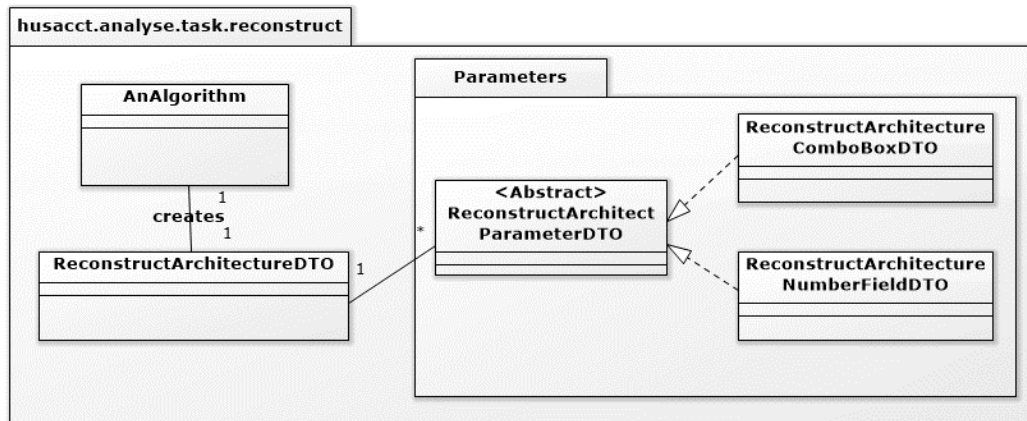 husacct.analyse.task.reconstruct
Parameters
AnAlgorithm
ReconstructArchitecture
ComboBoxDTO
<Abstract>
ReconstructArchitect
ParameterDTO
1
creates
1
*
ReconstructArchitectureDTO
1
ReconstructArchitecture
NumberFieldDTO